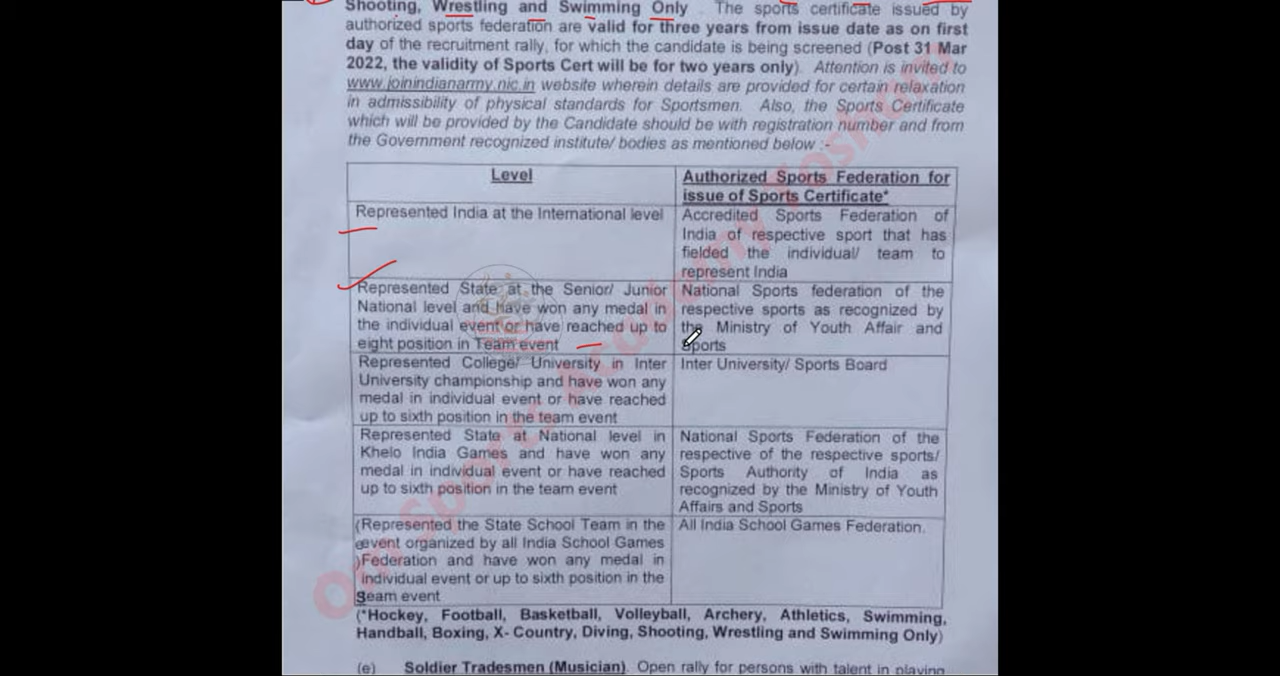 Shooting, Wrestling and Swimming Only. The sports certificate issued by
authorized sports federation are valid for three years from issue date as on first
day of the recruitment rally, for which the candidate is being screened (Post 31 Mar
2022, the validity of Sports Cert will be for two years only). Attention is invited to
www.joinindianarmy.nic.in website wherein details are provided for certain relaxation
in admissibility of physical standards for Sportsmen. Also, the Sports Certificate
which will be provided by the Candidate should be with registration number and from
the Government recognized institute/ bodies as mentioned below :-
Level
Authorized Sports Federation for
issue of Sports Certificate*
Represented India at the International level
Accredited Sports Federation of
India of respective sport that has
fielded the individual/ team to
represent India
Represented State at the Senior/ Junior
National level and have won any medal in
the individual event or have reached up to
eight position in Team event
National Sports federation of the
respective sports as recognized by
the Ministry of Youth Affair and
Sports
Represented College/ University in Inter
University championship and have won any
medal in individual event or have reached
up to sixth position in the team event
Inter University/ Sports Board
Represented State at National level in
Khelo India Games and have won any
medal in individual event or have reached
up to sixth position in the team event
National Sports Federation of the
respective of the respective sports/
Sports Authority of India as
recognized by the Ministry of Youth
Affairs and Sports
(Represented the State School Team in the
eevent organized by all India School Games
)Federation and have won any medal in
individual event or up to sixth position in the
Seam event
All India School Games Federation.
(*Hockey, Football, Basketball, Volleyball, Archery, Athletics, Swimming,
Handball, Boxing, X- Country, Diving, Shooting, Wrestling and Swimming Only)
(e) Soldier Tradesmen (Musician). Open rally for persons with talent in playing
Om Sports Academy Tosham